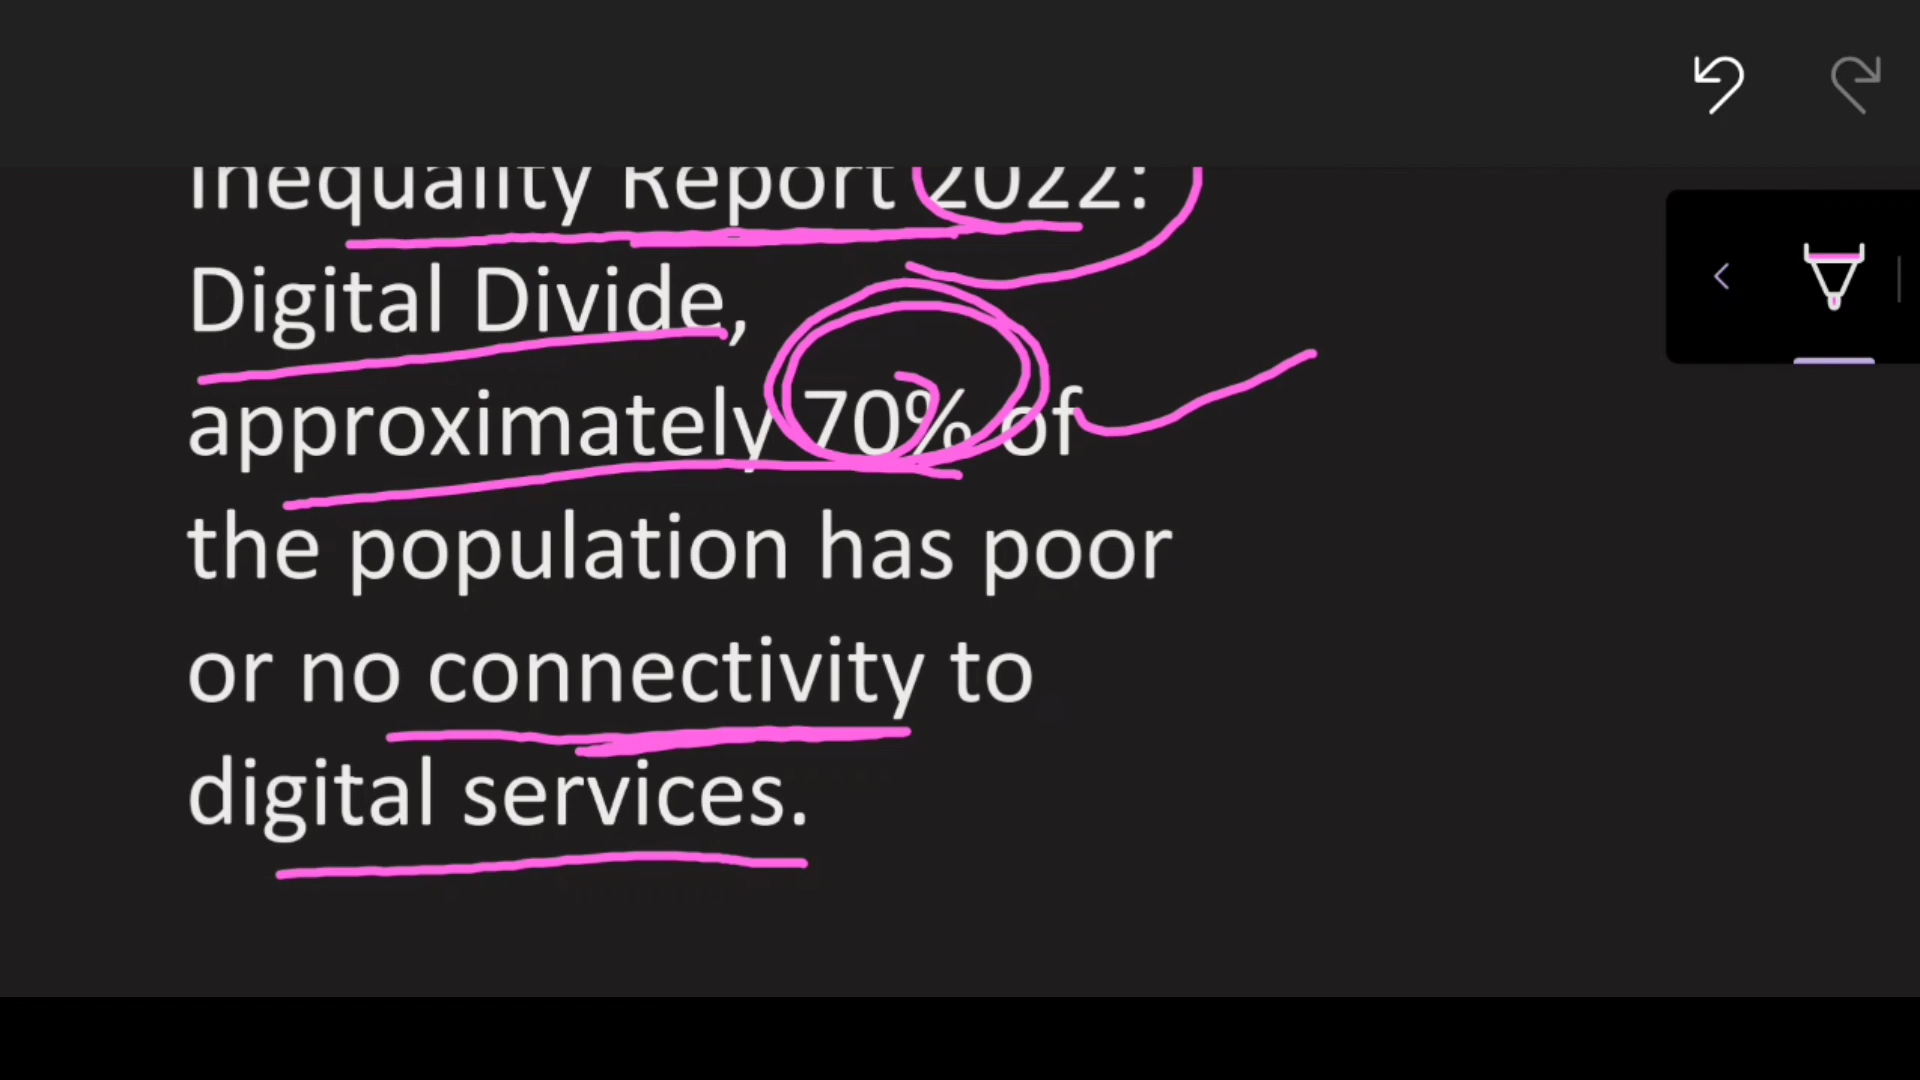 Inequality Report 2022:
Digital Divide,
approximately 70% of
the population has poor
or no connectivity to
digital services.